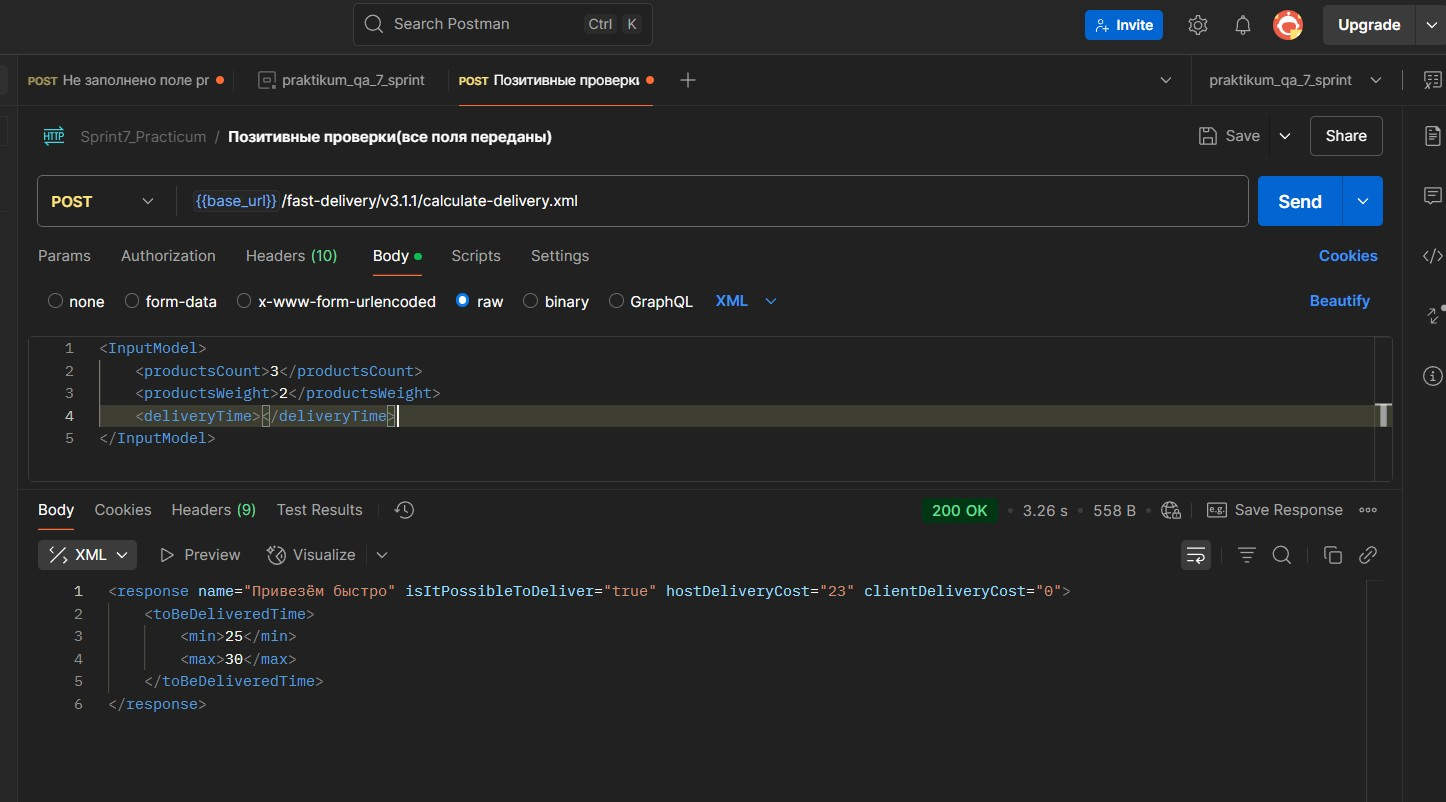 Search Postman Ctrl K Invite Upgrade
POST Не заполнено поле pr praktikum_qa_7_sprint POST Позитивные проверки praktikum_qa_7_sprint
HTTP Sprint7_Practicum / Позитивные проверки(все поля переданы) Save Share
POST {{base_url}} /fast-delivery/v3.1.1/calculate-delivery.xml Send
Params Authorization Headers (10) Body Scripts Settings Cookies
none form-data x-www-form-urlencoded raw binary GraphQL XML Beautify
1 <InputModel>
2 <productsCount>3</productsCount>
3 <productsWeight>2</productsWeight>
4 <deliveryTime></deliveryTime>
5 </InputModel>
Body Cookies Headers (9) Test Results 200 OK 3.26 s 558 B e.g. Save Response
XML Preview Visualize
1 <response name="Привезём быстро" isItPossibleToDeliver="true" hostDeliveryCost="23" clientDeliveryCost="0">
2 <toBeDeliveredTime>
3 <min>25</min>
4 <max>30</max>
5 </toBeDeliveredTime>
6 </response>